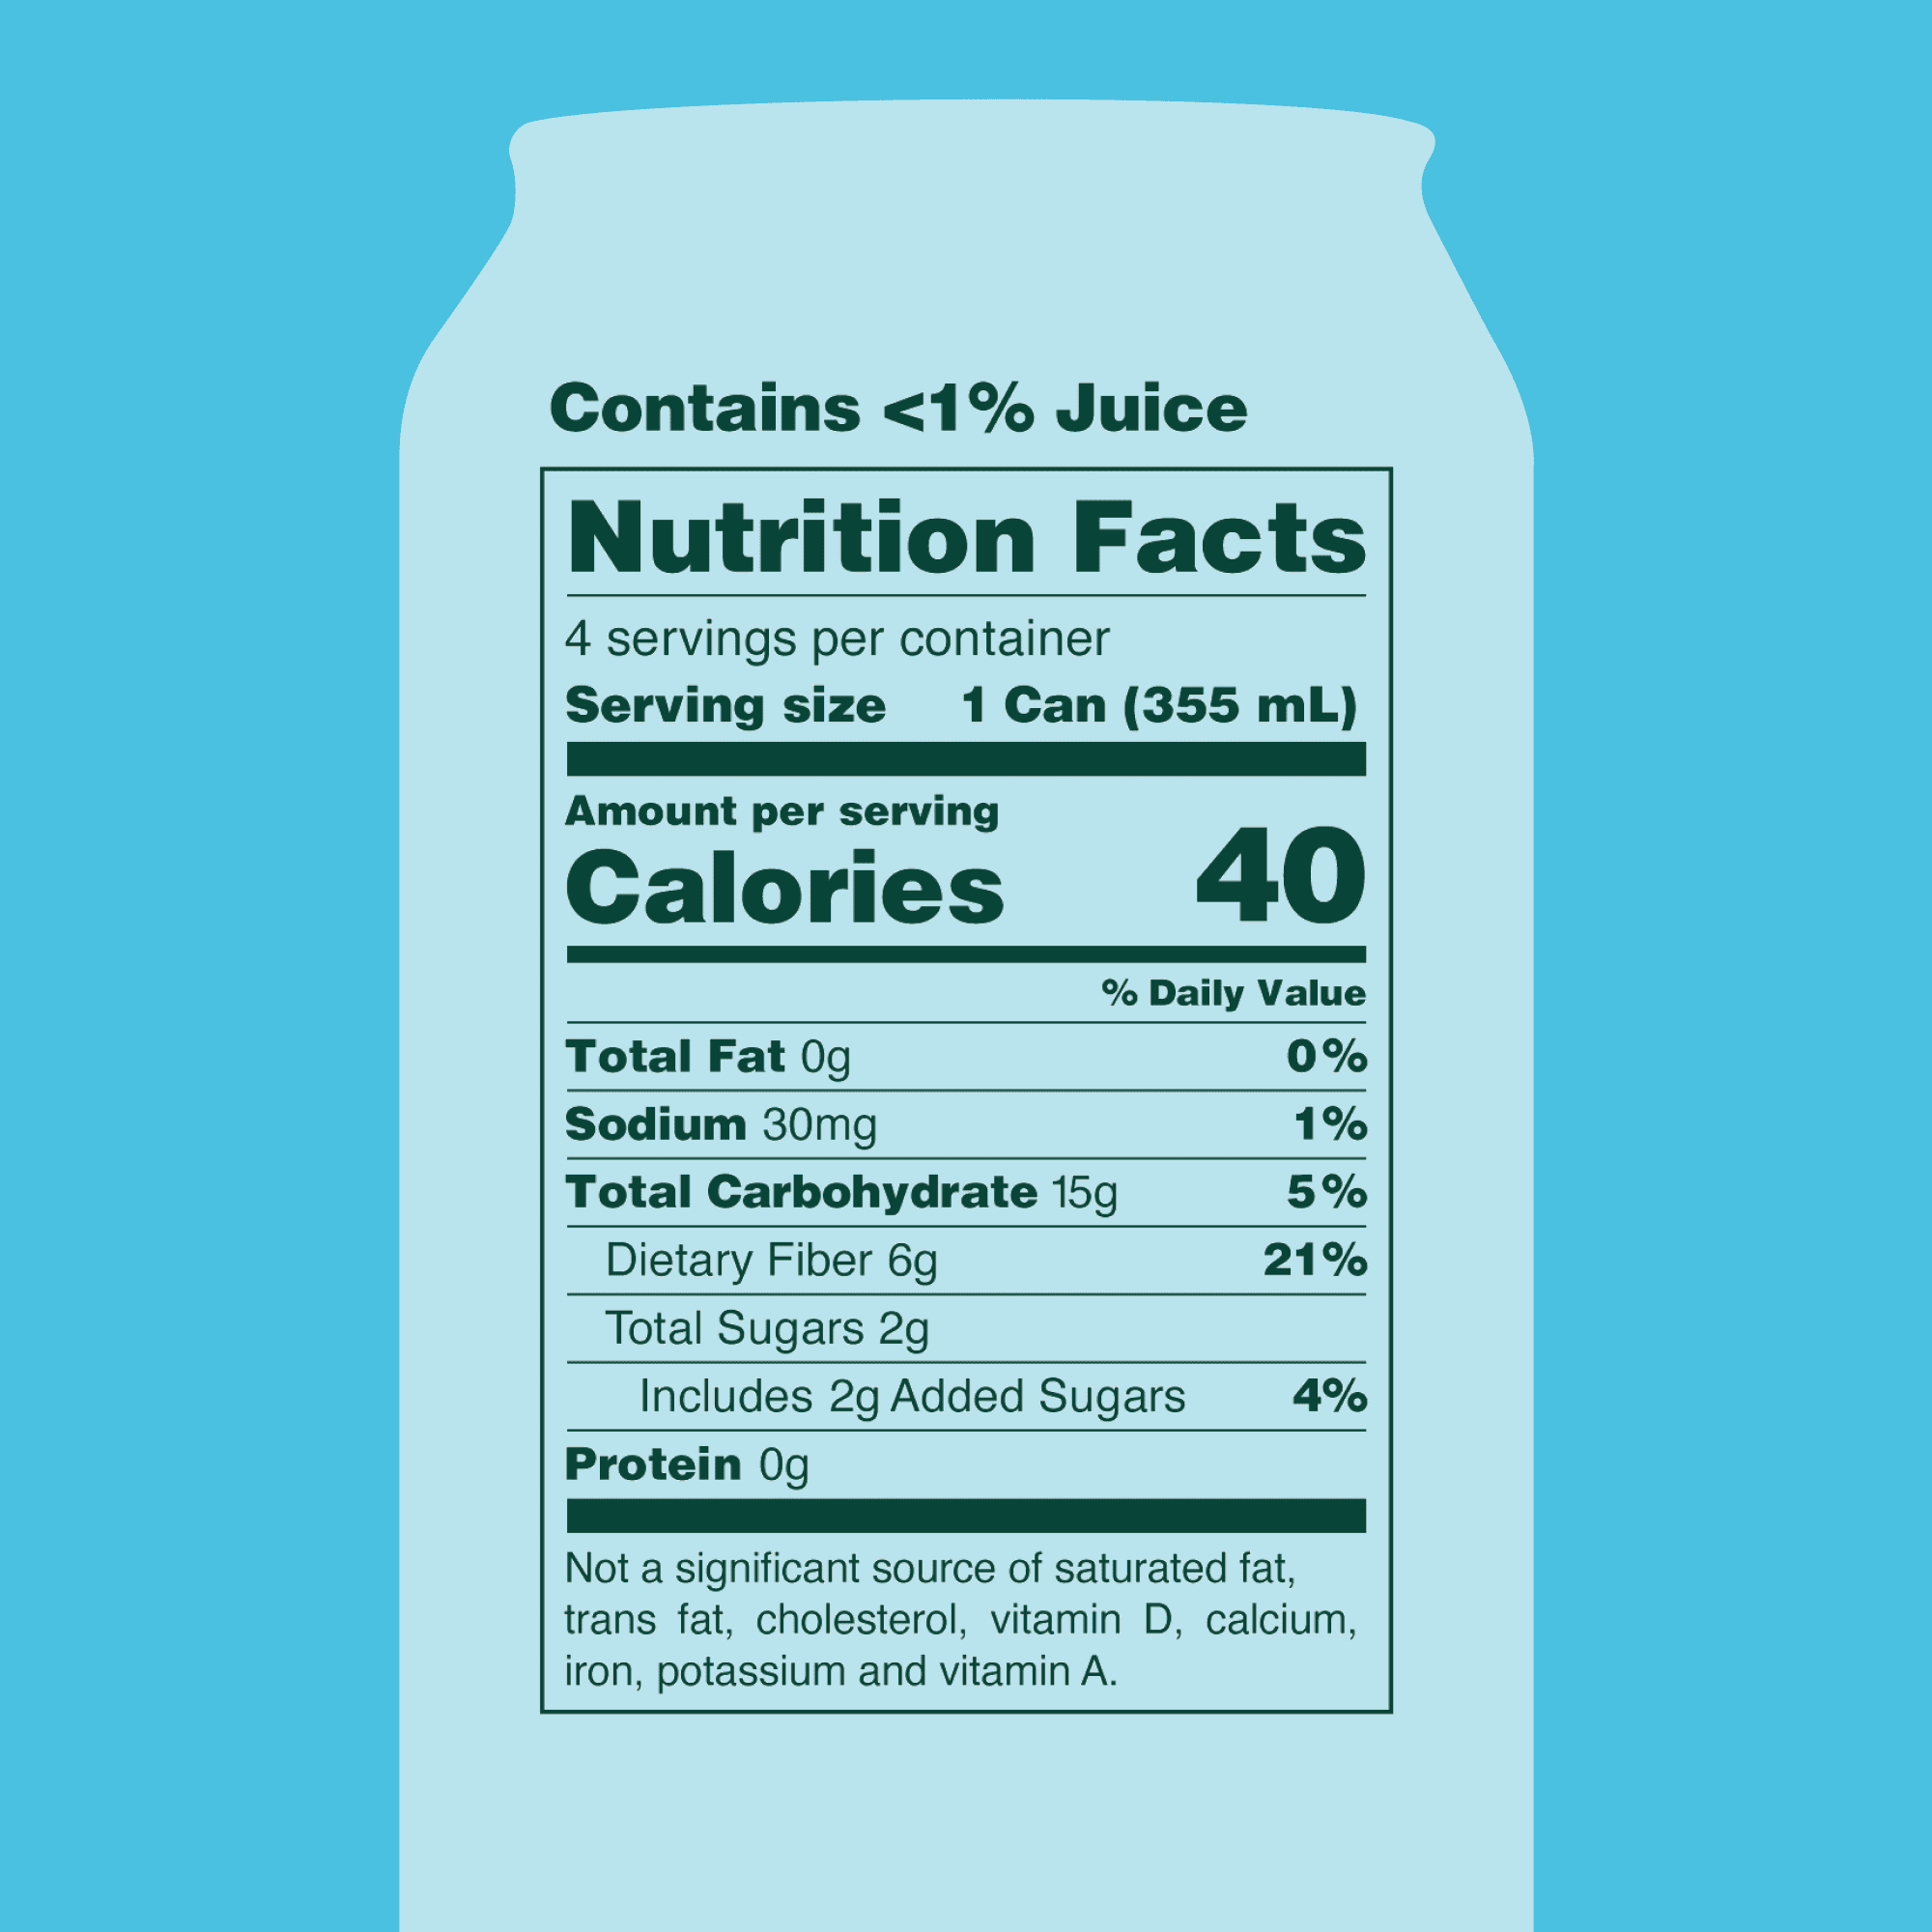 Contains <1% Juice
Nutrition Facts
4 servings per container
Serving size 1 Can (355 mL)
Amount per serving
Calories 40
% Daily Value
Total Fat 0g 0%
Sodium 30mg 1%
Total Carbohydrate 15g 5%
Dietary Fiber 6g 21%
Total Sugars 2g
Includes 2g Added Sugars 4%
Protein 0g
Not a significant source of saturated fat,
trans fat, cholesterol, vitamin D, calcium,
iron, potassium and vitamin A.